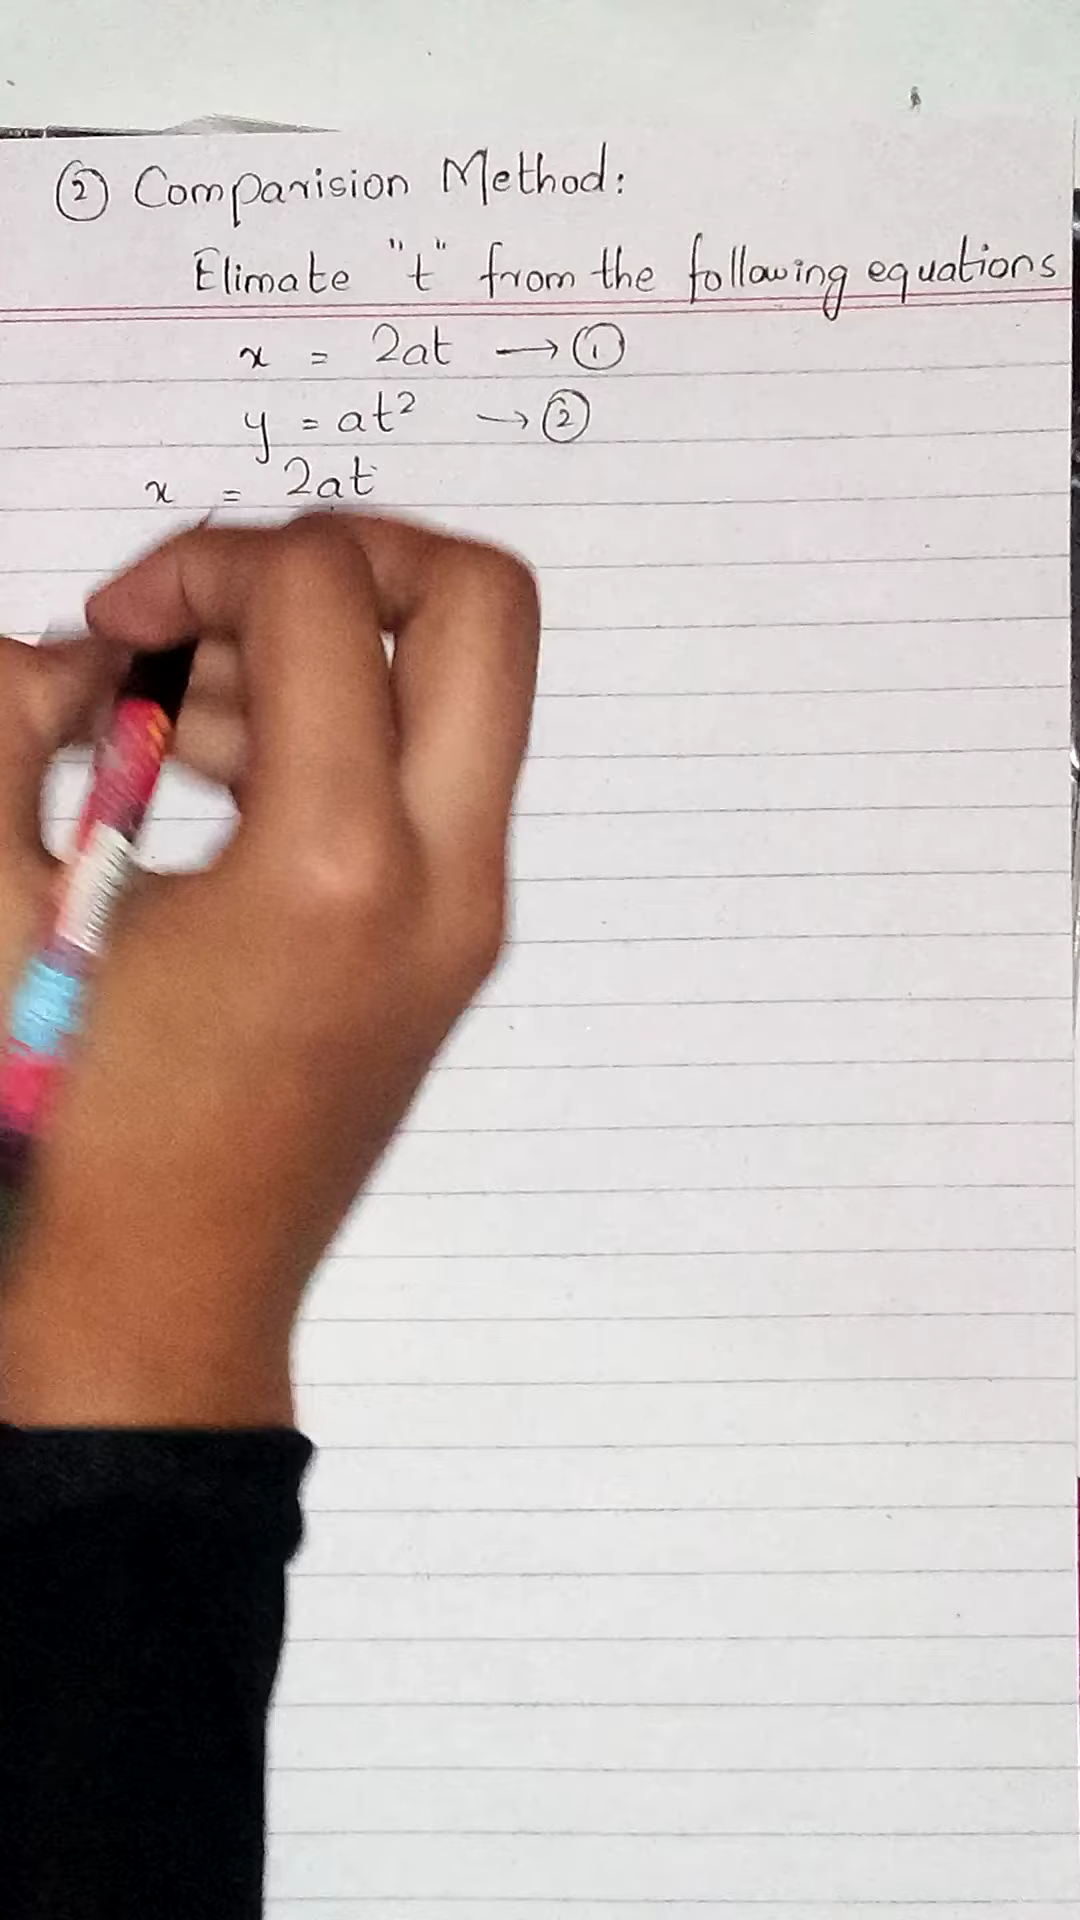 ② Comparision Method:
Elimate "t" from the following equations
x = 2at → ①
y = at² → ②
x = 2at